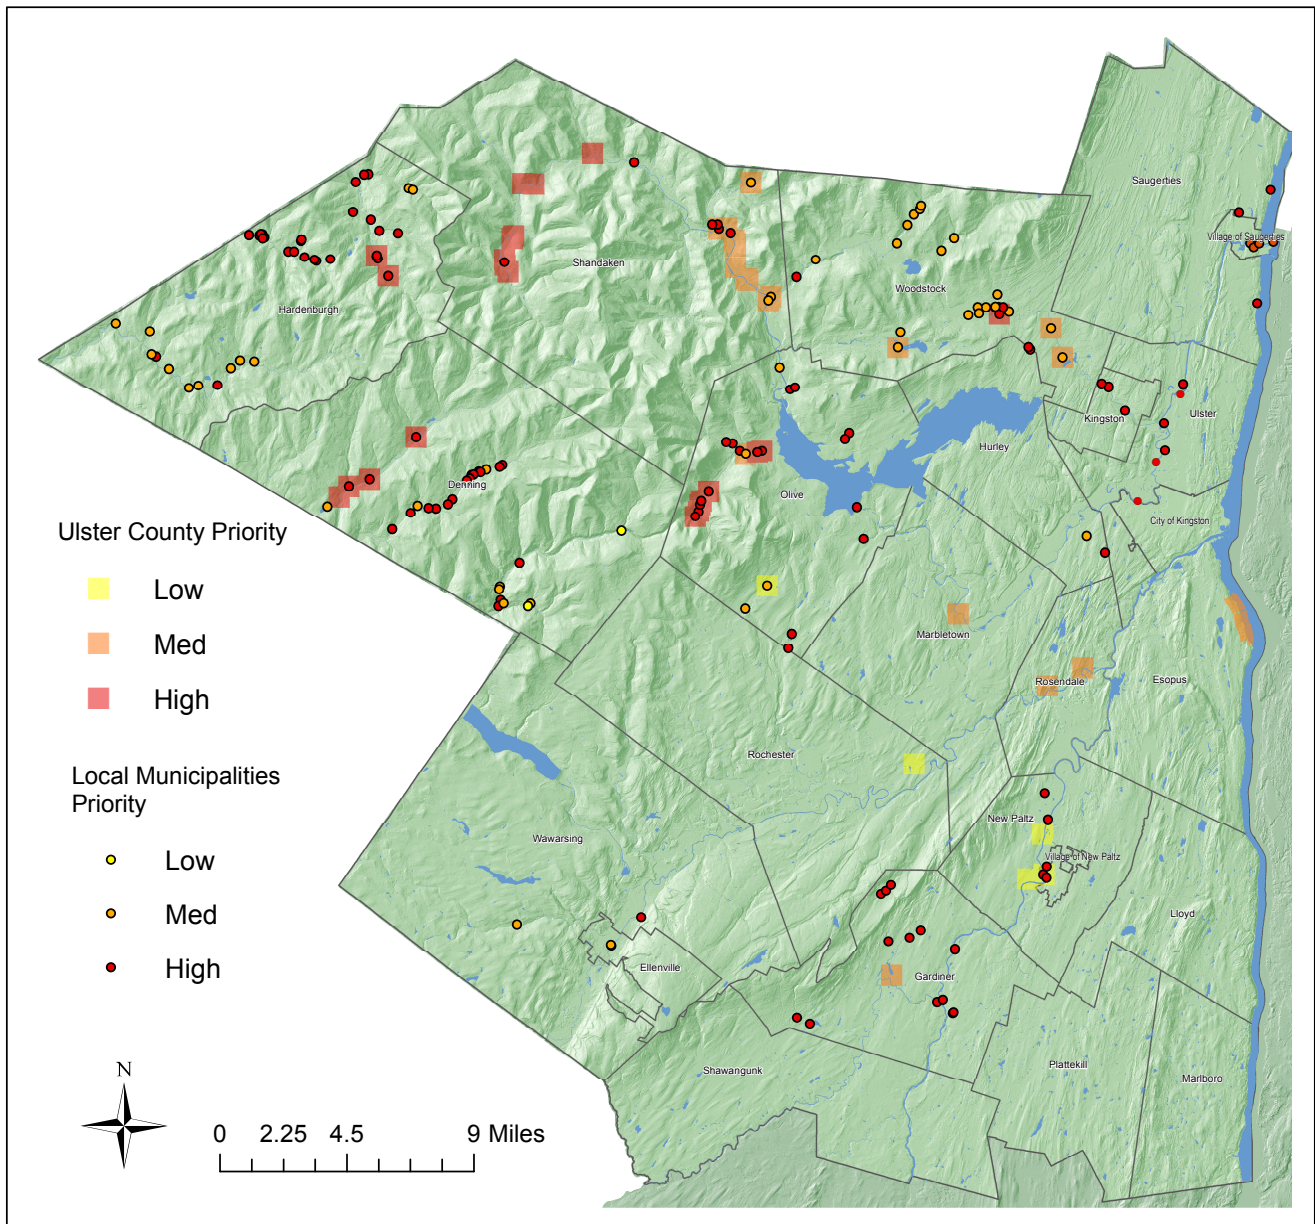 Saugerties
Village of Saugerties
Shandaken
Woodstock
Hardenburgh
Kingston
Ulster
Hurley
Denning
Olive
City of Kingston
Ulster County Priority
Low
Med
High
Marbletown
Rosendale
Esopus
Rochester
Local Municipalities
Priority
Low
Med
High
New Paltz
Village of New Paltz
Wawarsing
Lloyd
Ellenville
Gardiner
Shawangunk
Plattekill
Marlboro
N
0 2.25 4.5 9 Miles